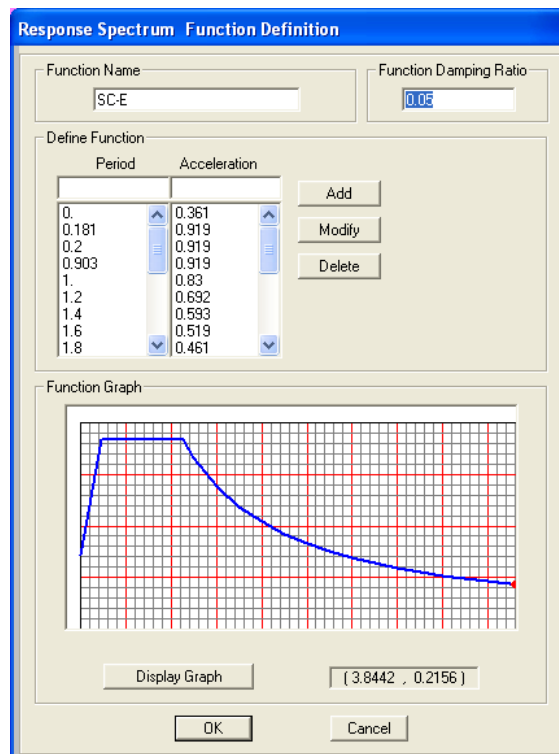 Response Spectrum Function Definition
Function Name
Function Damping Ratio
SC-E
0.05
Define Function
Period Acceleration
Add
0. 0.361
0.181 0.919
Modify
0.2 0.919
0.903 0.919
Delete
1. 0.83
1.2 0.692
1.4 0.593
1.6 0.519
1.8 0.461
Function Graph
Display Graph
( 3.8442 , 0.2156 )
OK
Cancel